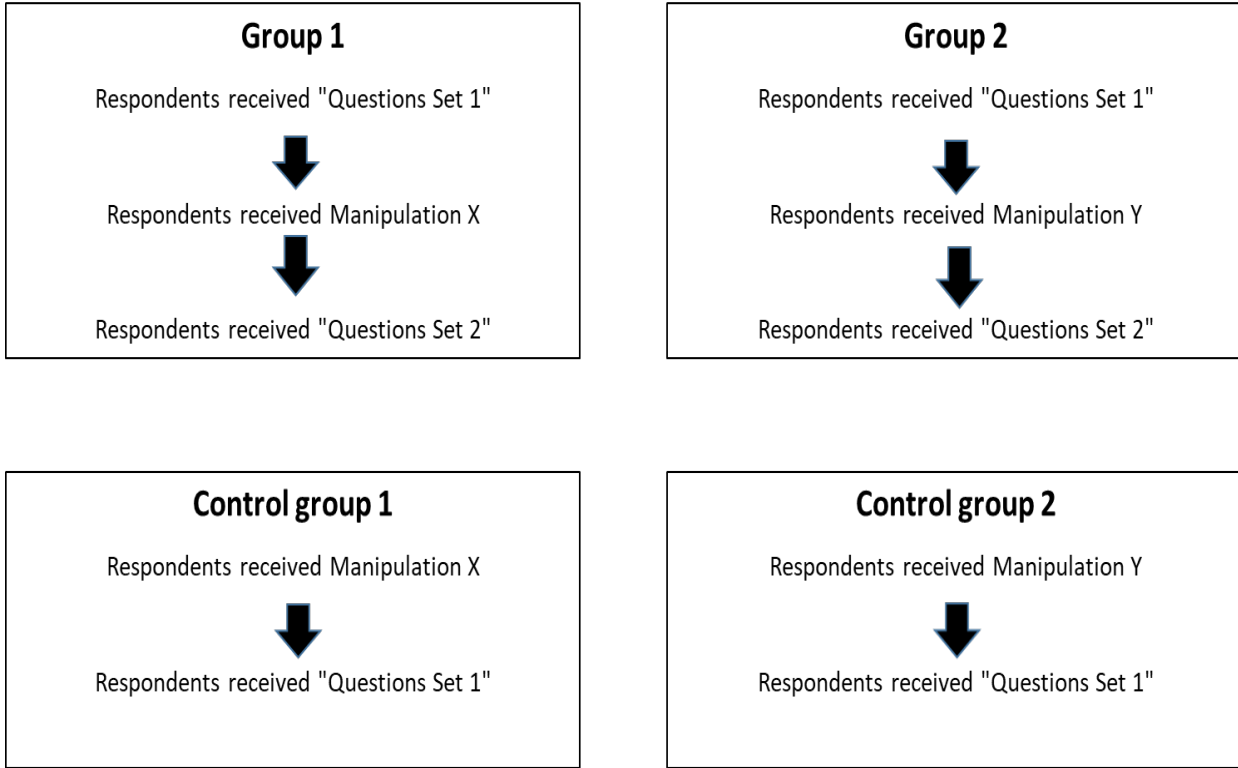 Group 1
Respondents received "Questions Set 1"
Respondents received Manipulation X
Respondents received "Questions Set 2"
Group 2
Respondents received "Questions Set 1"
Respondents received Manipulation Y
Respondents received "Questions Set 2"
Control group 1
Respondents received Manipulation X
Respondents received "Questions Set 1"
Control group 2
Respondents received Manipulation Y
Respondents received "Questions Set 1"